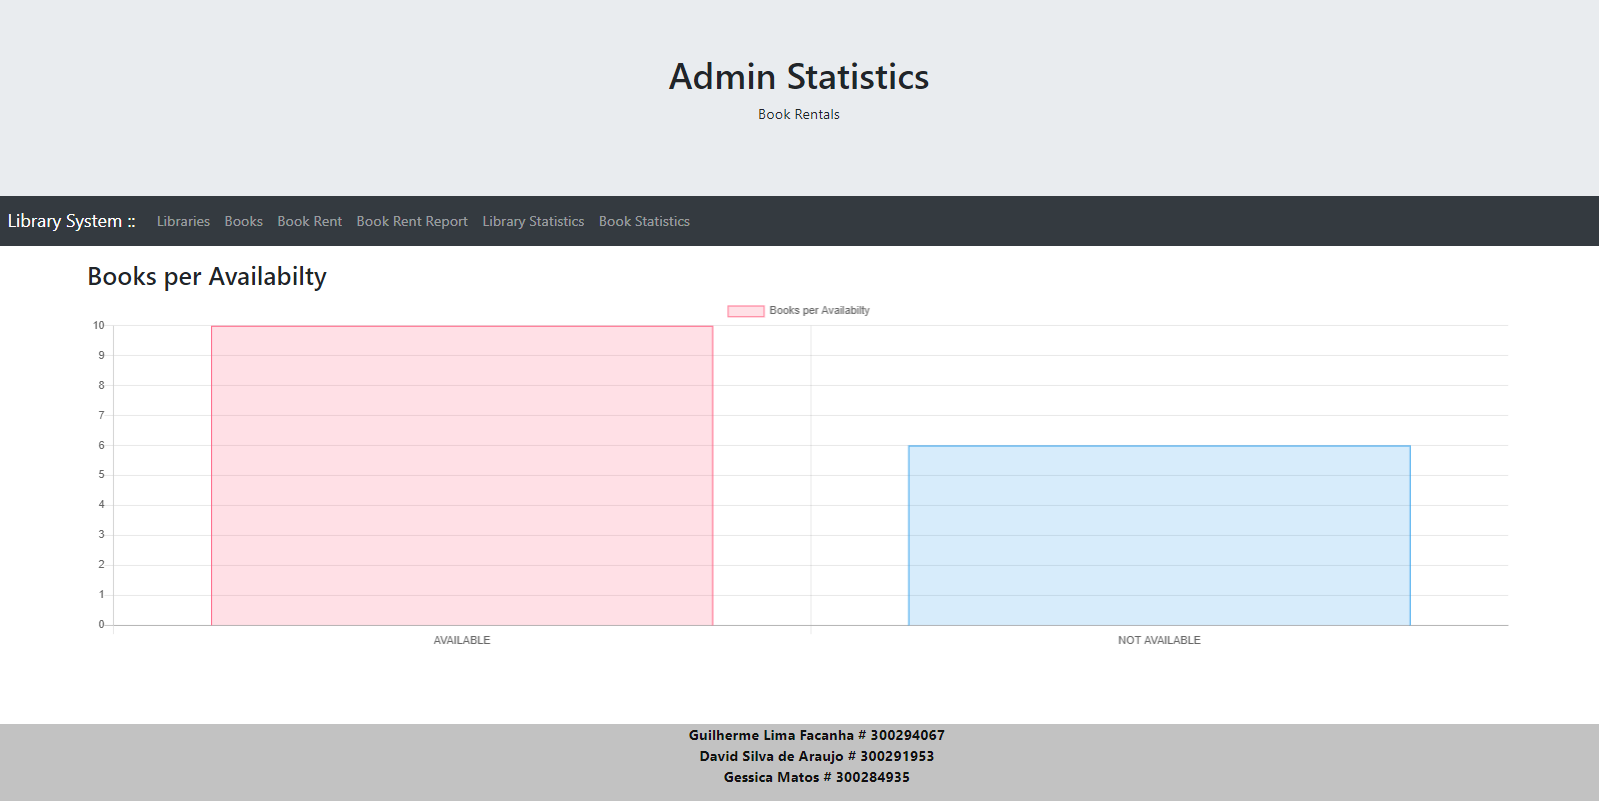 Admin Statistics
Book Rentals
Library System :: Libraries Books Book Rent Book Rent Report Library Statistics Book Statistics
Books per Availabilty
Books per Availabilty
10
9
8
7
6
5
4
3
2
1
0
AVAILABLE NOT AVAILABLE
Guilherme Lima Facanha # 300294067
David Silva de Araujo # 300291953
Gessica Matos # 300284935